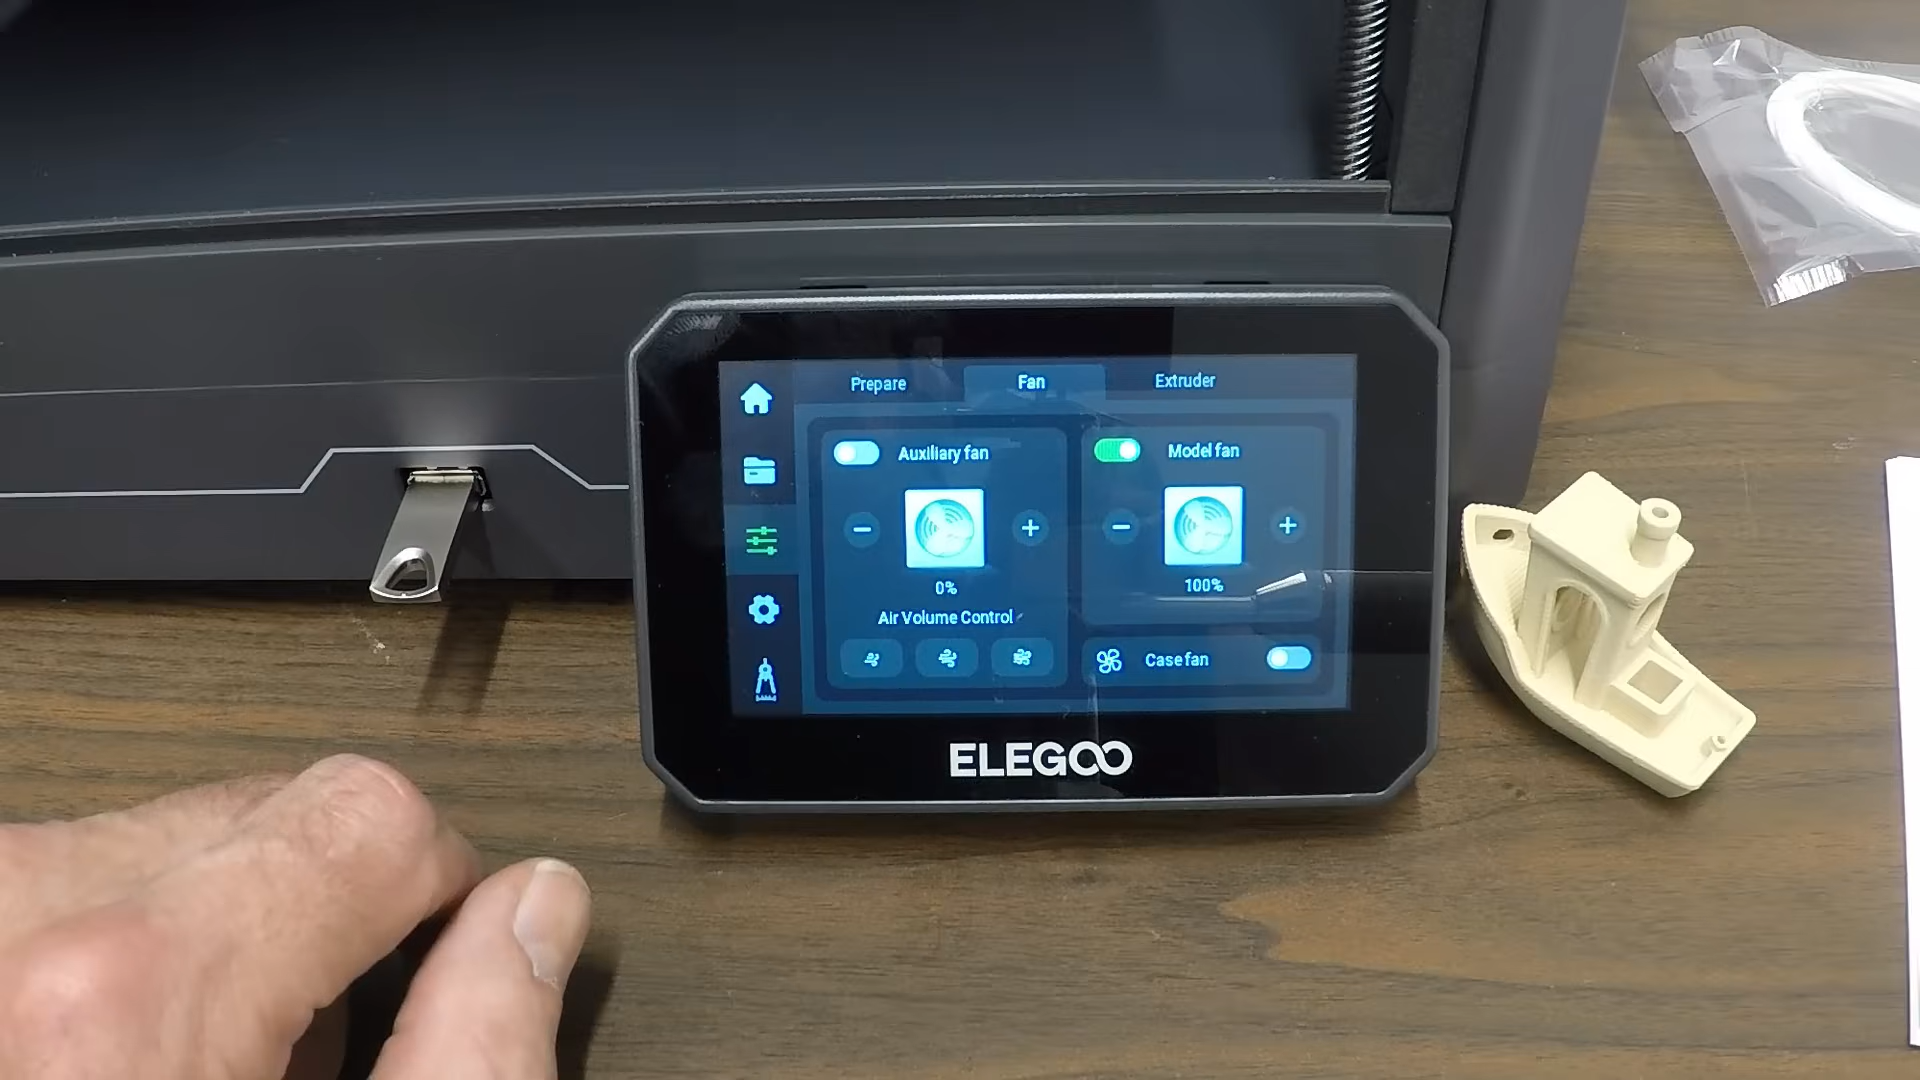 Prepare
Fan
Extruder
Auxiliary fan
Model fan
0%
100%
Air Volume Control
Case fan
ELEGOO